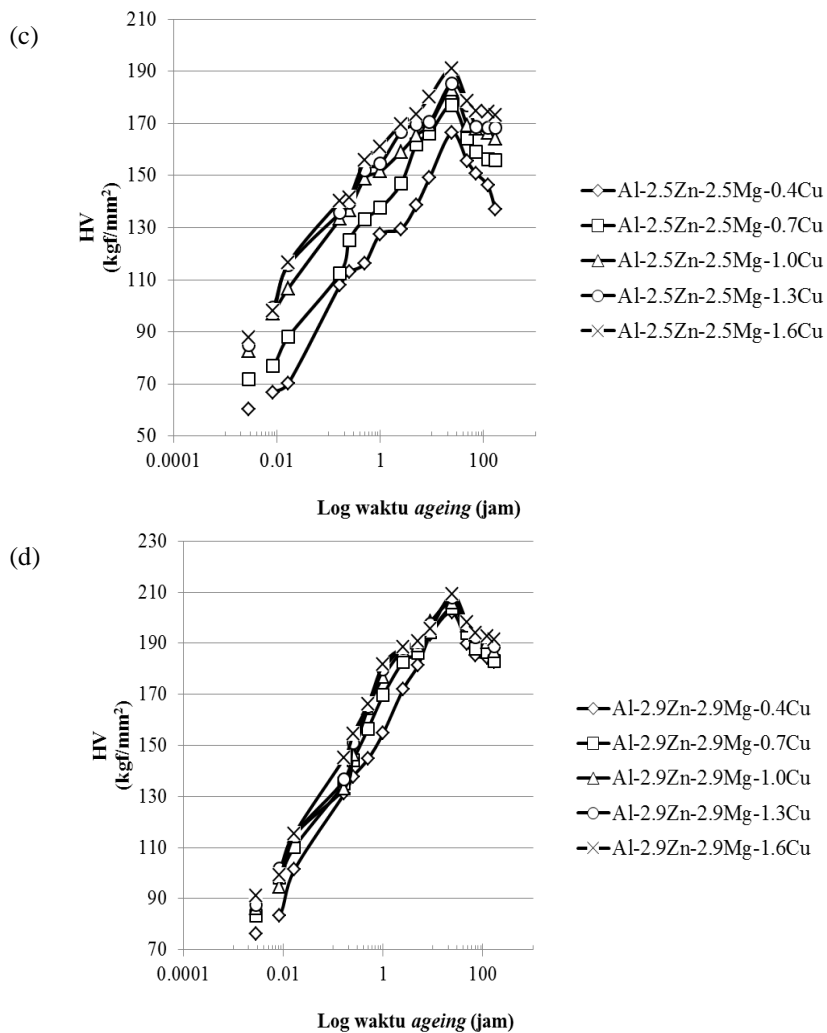 (c)
210
190
170
150
130
110
90
70
50
HV
(kgf/mm²)
0.0001
0.01
1
100
Log waktu ageing (jam)
Al-2.5Zn-2.5Mg-0.4Cu
Al-2.5Zn-2.5Mg-0.7Cu
Al-2.5Zn-2.5Mg-1.0Cu
Al-2.5Zn-2.5Mg-1.3Cu
Al-2.5Zn-2.5Mg-1.6Cu
(d)
230
210
190
170
150
130
110
90
70
HV
(kgf/mm²)
0.0001
0.01
1
100
Log waktu ageing (jam)
Al-2.9Zn-2.9Mg-0.4Cu
Al-2.9Zn-2.9Mg-0.7Cu
Al-2.9Zn-2.9Mg-1.0Cu
Al-2.9Zn-2.9Mg-1.3Cu
Al-2.9Zn-2.9Mg-1.6Cu